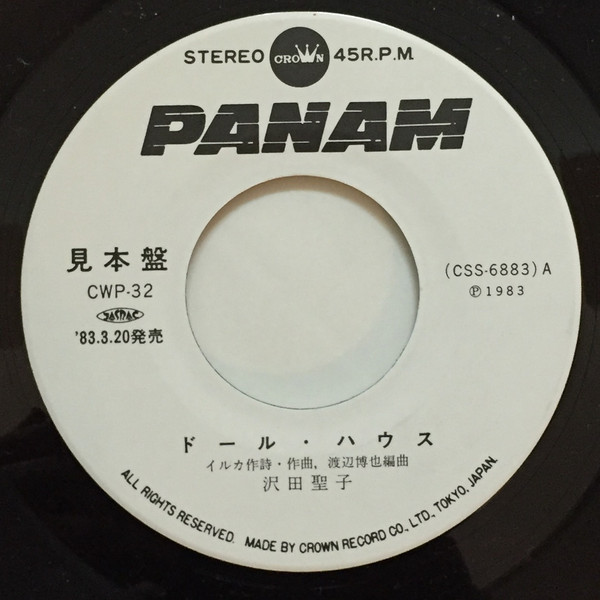 STEREO CROWN 45R.P.M.
PANAM
見本盤
CWP-32
JASRAC
'83.3.20発売
(CSS-6883) A
Ⓟ1983
ドール・ハウス
イルカ作詩・作曲, 渡辺博也編曲
沢田聖子
ALL RIGHTS RESERVED. MADE BY CROWN RECORD CO., LTD., TOKYO, JAPAN.